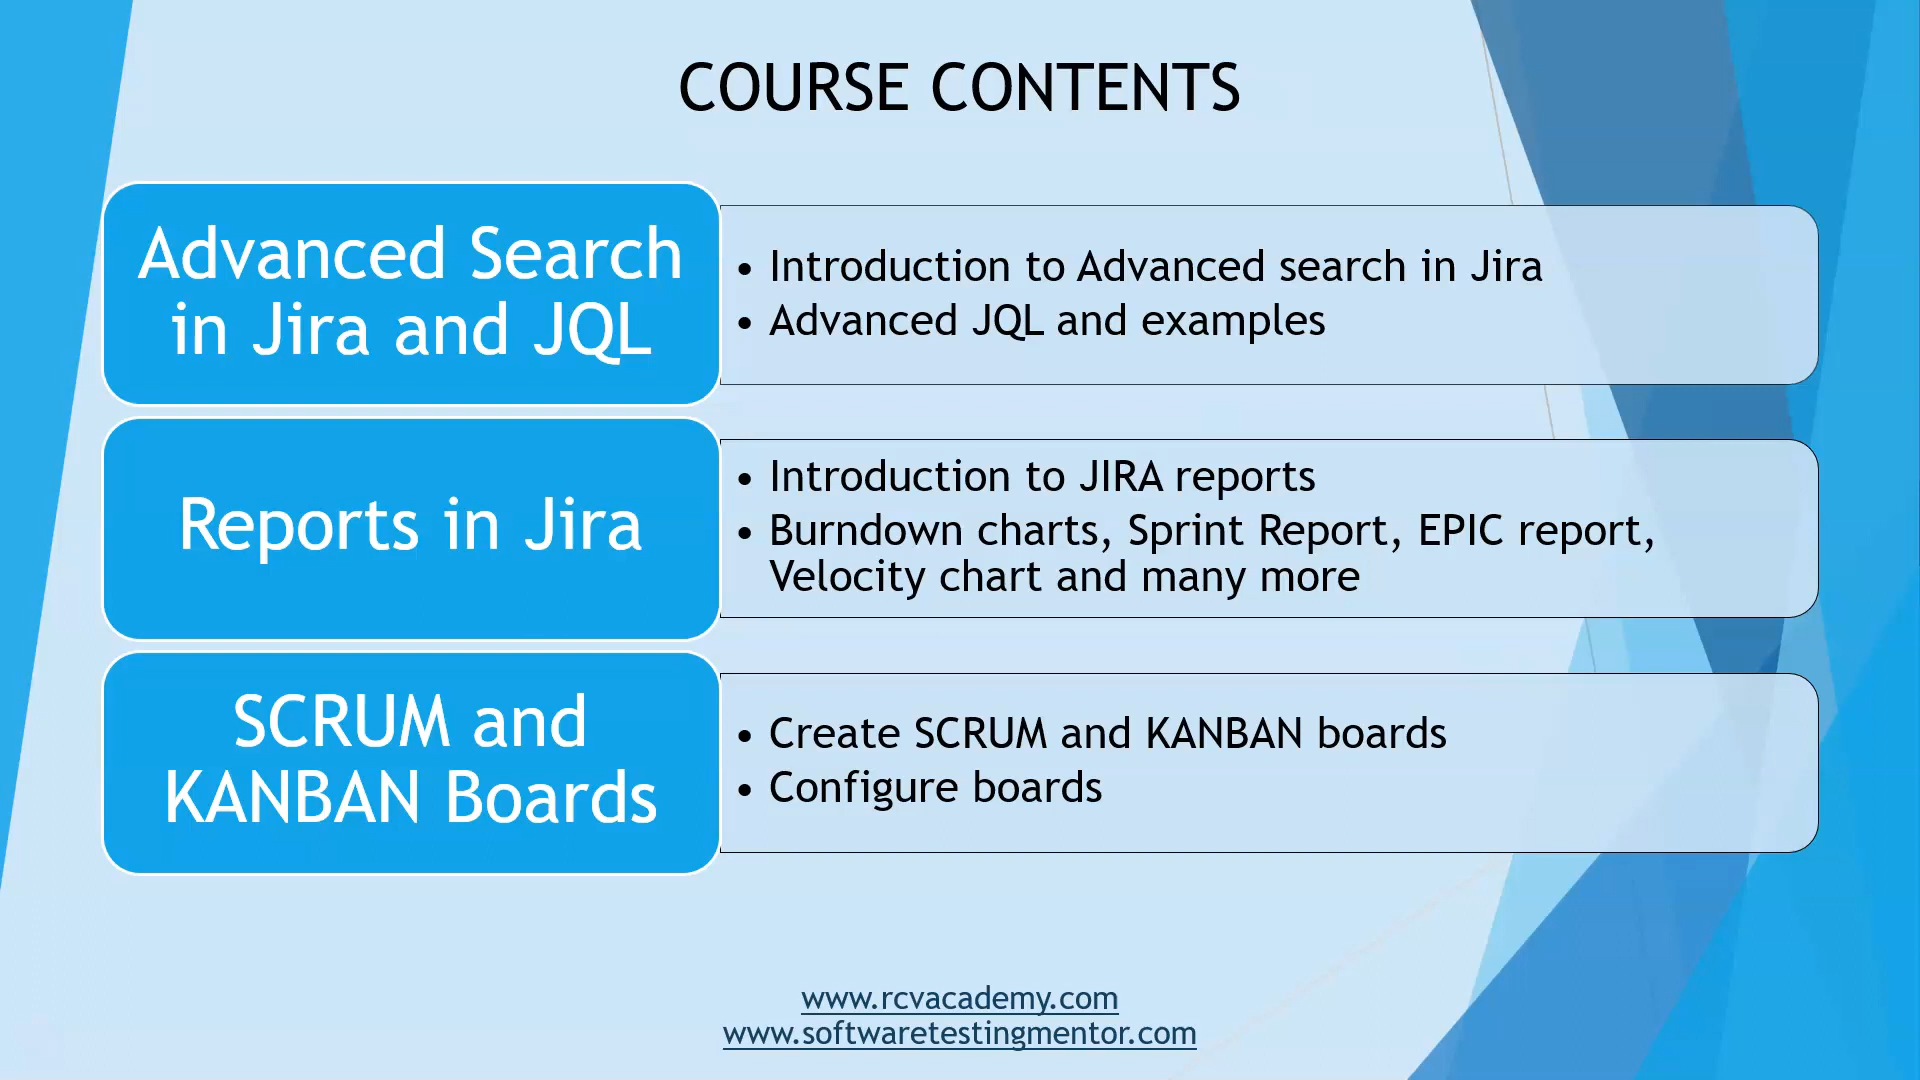 COURSE CONTENTS
Advanced Search
in Jira and JQL
• Introduction to Advanced search in Jira
• Advanced JQL and examples
Reports in Jira
• Introduction to JIRA reports
• Burndown charts, Sprint Report, EPIC report,
Velocity chart and many more
SCRUM and
KANBAN Boards
• Create SCRUM and KANBAN boards
• Configure boards
www.rcvacademy.com
www.softwaretestingmentor.com